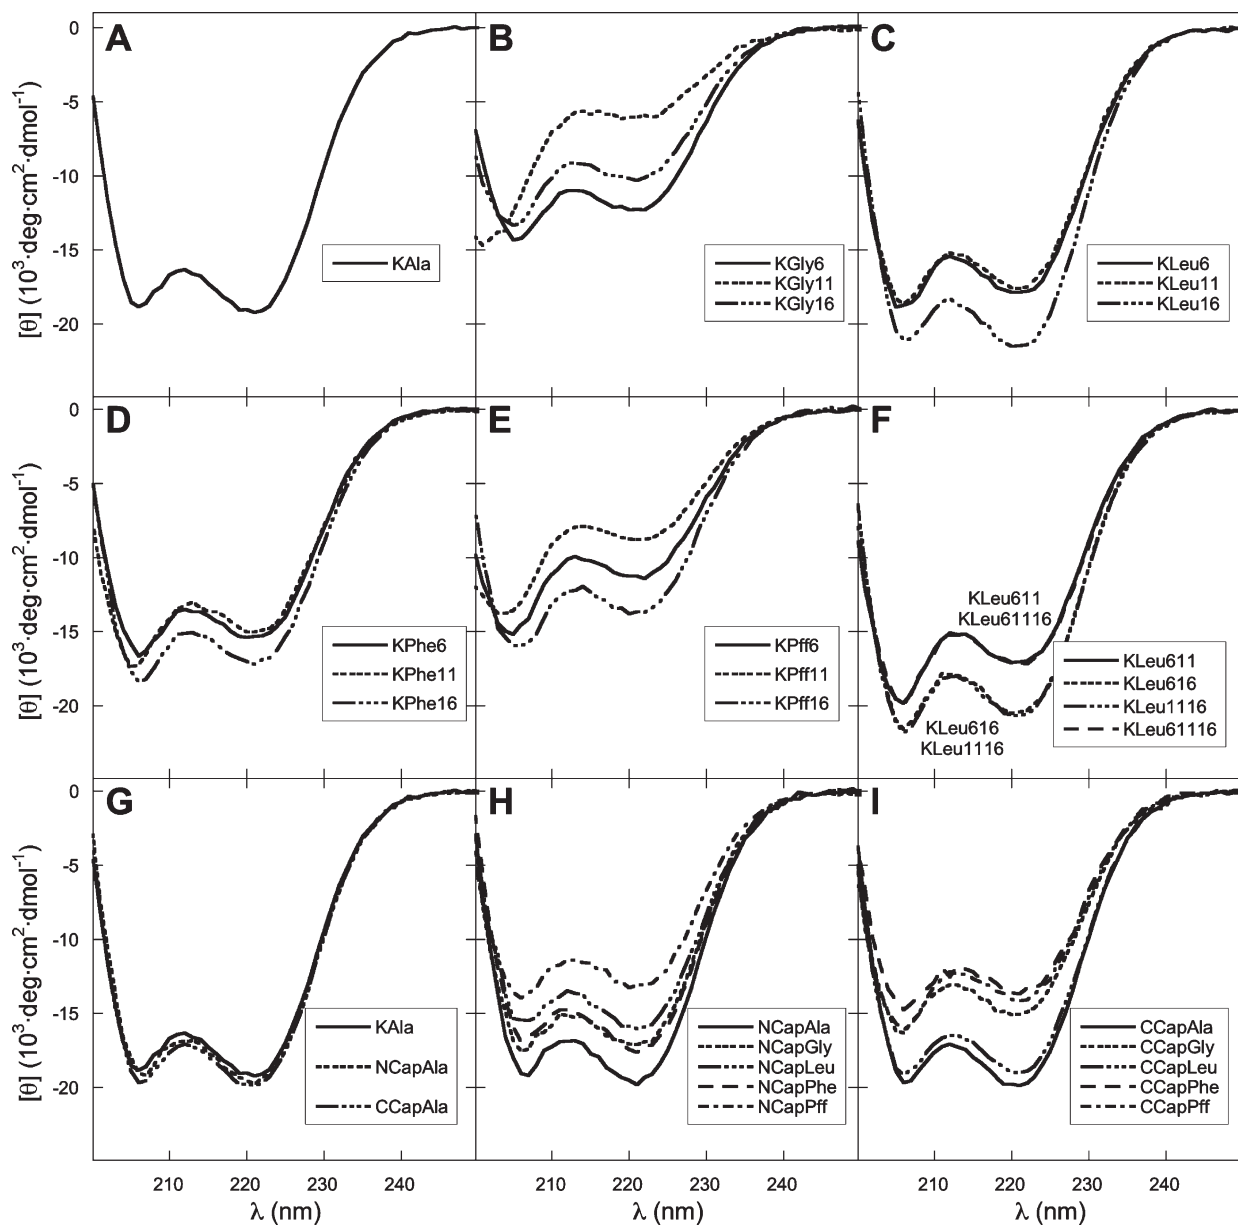 A
B
C
0
-5
-10
-15
-20
[θ] (10³·deg·cm²·dmol⁻¹)
KAla
KGly6
KGly11
KGly16
KLeu6
KLeu11
KLeu16
D
E
F
0
-5
-10
-15
-20
[θ] (10³·deg·cm²·dmol⁻¹)
KPhe6
KPhe11
KPhe16
KPff6
KPff11
KPff16
KLeu611
KLeu61116
KLeu616
KLeu1116
KLeu611
KLeu616
KLeu1116
KLeu61116
G
H
I
0
-5
-10
-15
-20
[θ] (10³·deg·cm²·dmol⁻¹)
KAla
NCapAla
CCapAla
NCapAla
NCapGly
NCapLeu
NCapPhe
NCapPff
CCapAla
CCapGly
CCapLeu
CCapPhe
CCapPff
210 220 230 240
210 220 230 240
210 220 230 240
λ (nm)
λ (nm)
λ (nm)